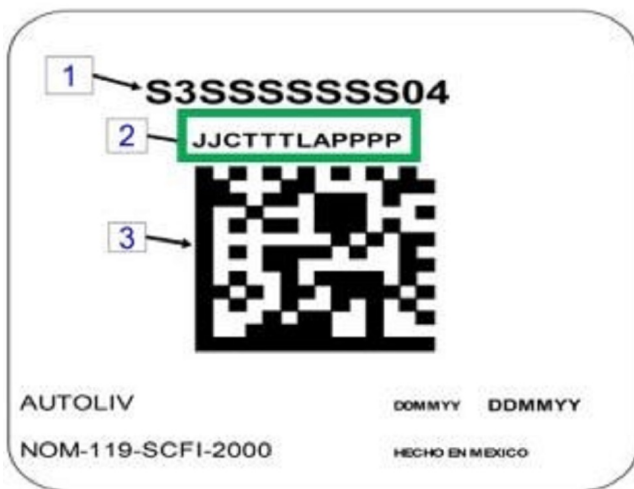 1
S3SSSSSSS04
2
JJCTTTLAPPPP
3
AUTOLIV
DDMMYY DDMMYY
NOM-119-SCFI-2000
HECHO EN MEXICO